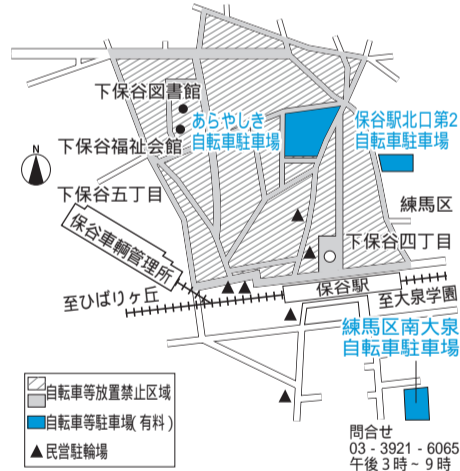 下保谷図書館
あらやしき
自転車駐車場
保谷駅北口第2
自転車駐車場
下保谷福祉会館
N
下保谷五丁目
練馬区
保谷車輌管理所
下保谷四丁目
至ひばりヶ丘
保谷駅
至大泉学園
練馬区南大泉
自転車駐車場
自転車等放置禁止区域
自転車等駐車場(有料)
▲民営駐輪場
問合せ
03-3921-6065
午後3時~9時